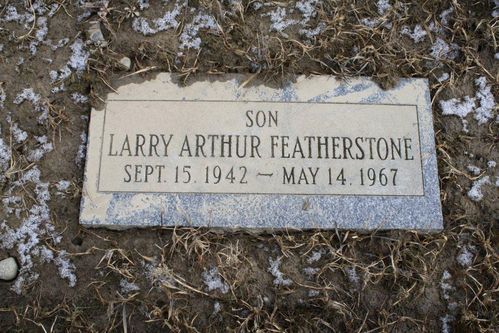 SON
LARRY ARTHUR FEATHERSTONE
SEPT. 15, 1942 — MAY 14, 1967